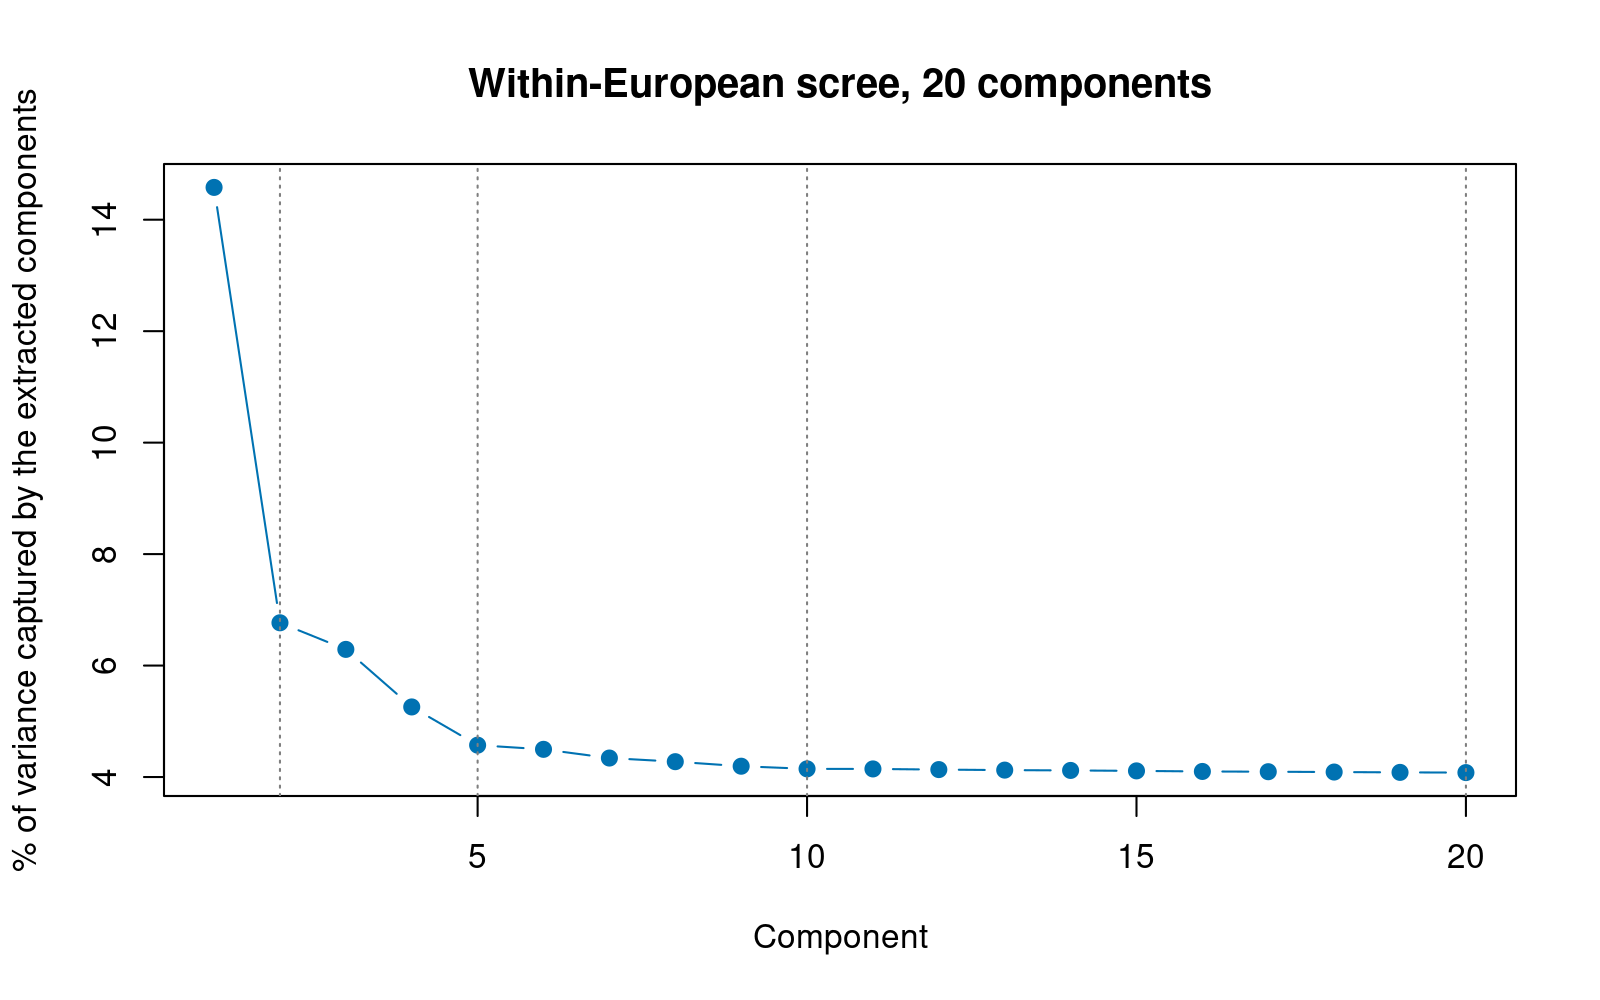 Within-European scree, 20 components
% of variance captured by the extracted components
14
12
10
8
6
4
5 10 15 20
Component